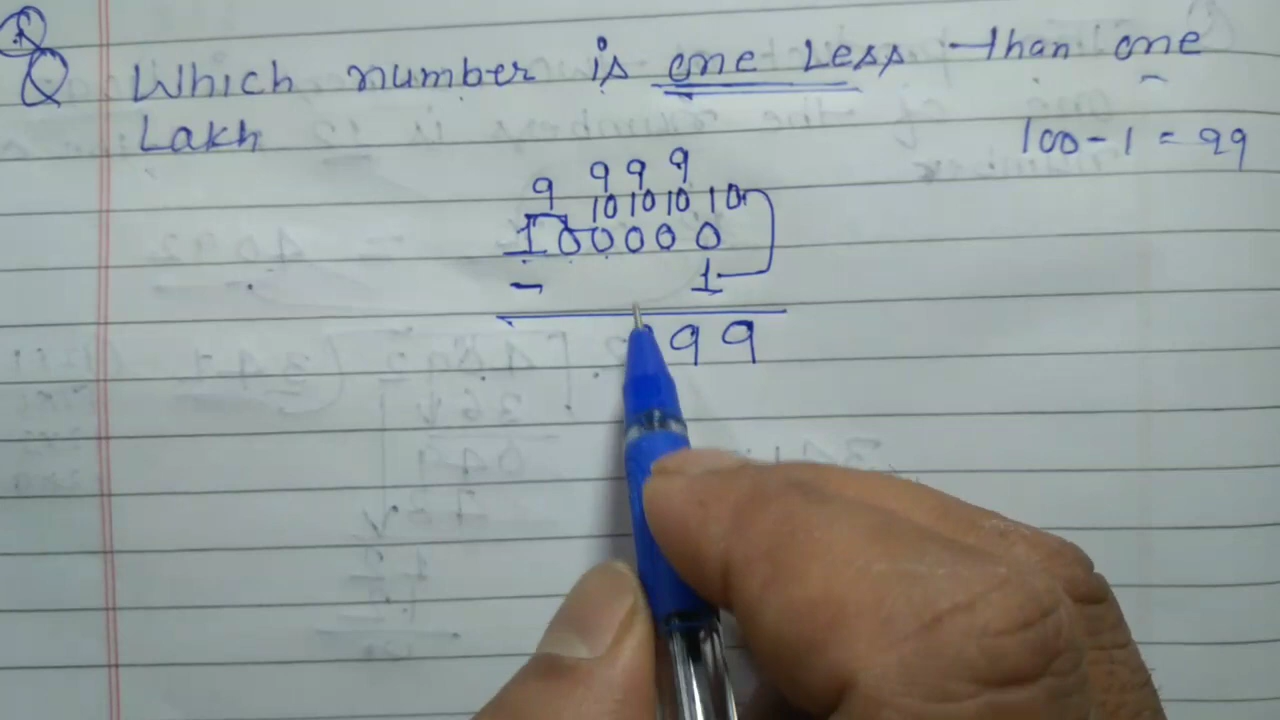 Q Which number is one Less than one
Lakh
100 - 1 = 99
9 9 9 9
10 10 10 10
100000
- 1
99